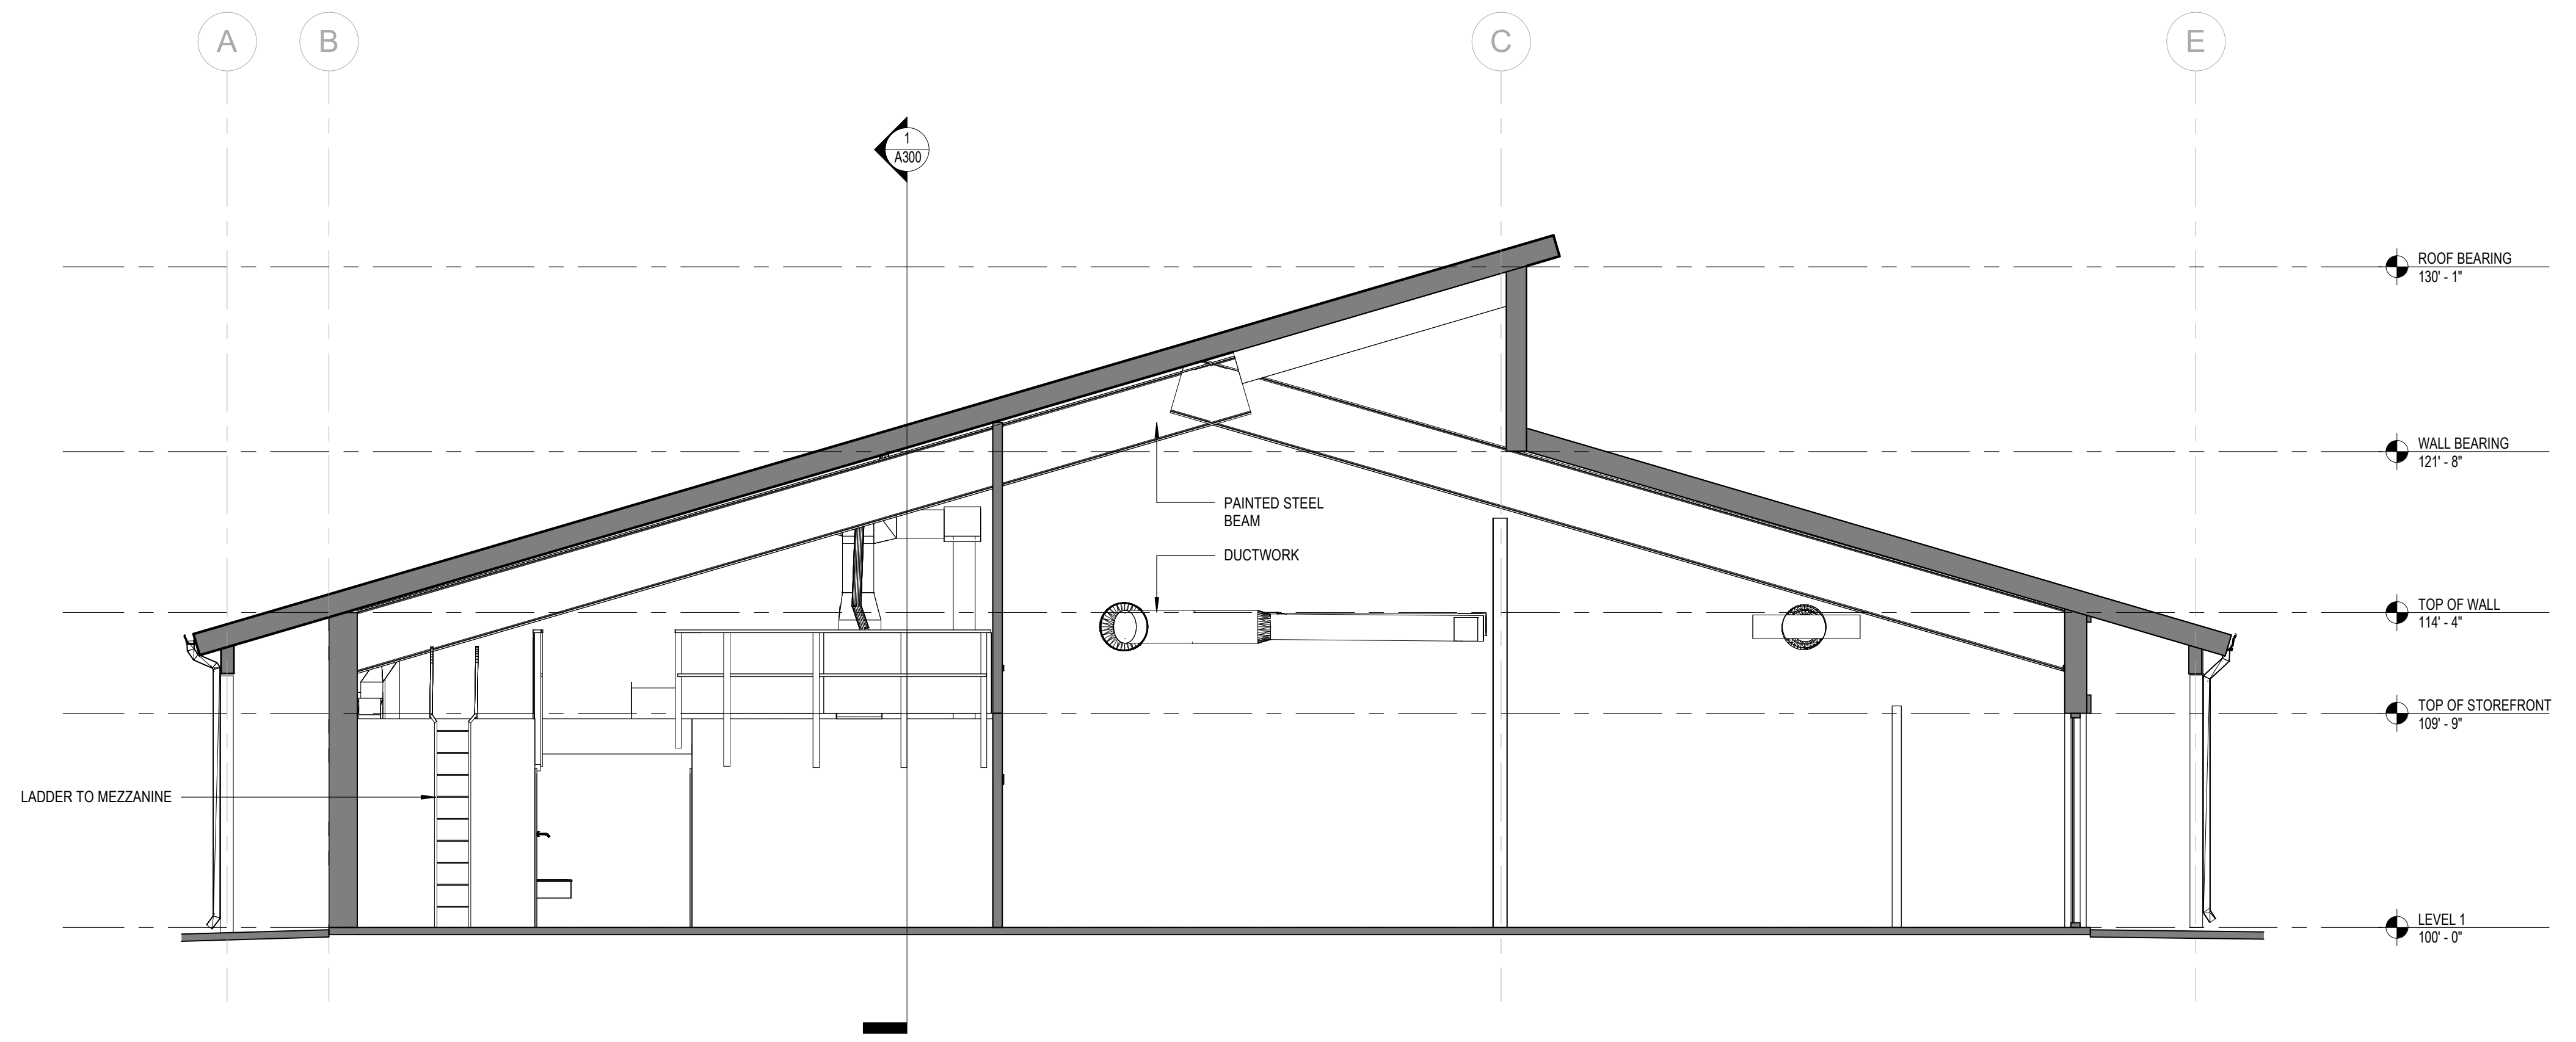 A
B
C
E
1
A300
ROOF BEARING
130' - 1"
WALL BEARING
121' - 8"
PAINTED STEEL
BEAM
DUCTWORK
TOP OF WALL
114' - 4"
TOP OF STOREFRONT
109' - 9"
LADDER TO MEZZANINE
LEVEL 1
100' - 0"